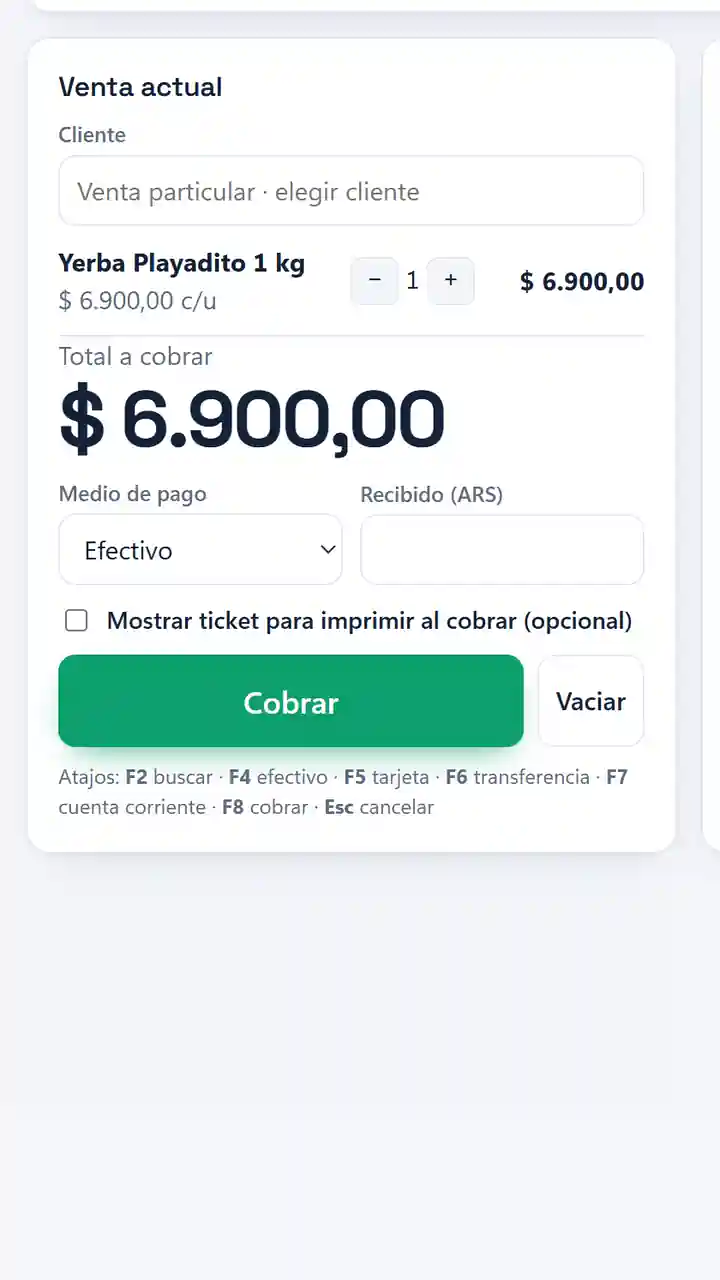 Venta actual
Cliente
Venta particular · elegir cliente
Yerba Playadito 1 kg
$ 6.900,00 c/u
− 1 +
$ 6.900,00
Total a cobrar
$ 6.900,00
Medio de pago
Recibido (ARS)
Efectivo
Mostrar ticket para imprimir al cobrar (opcional)
Cobrar
Vaciar
Atajos: F2 buscar · F4 efectivo · F5 tarjeta · F6 transferencia · F7
cuenta corriente · F8 cobrar · Esc cancelar